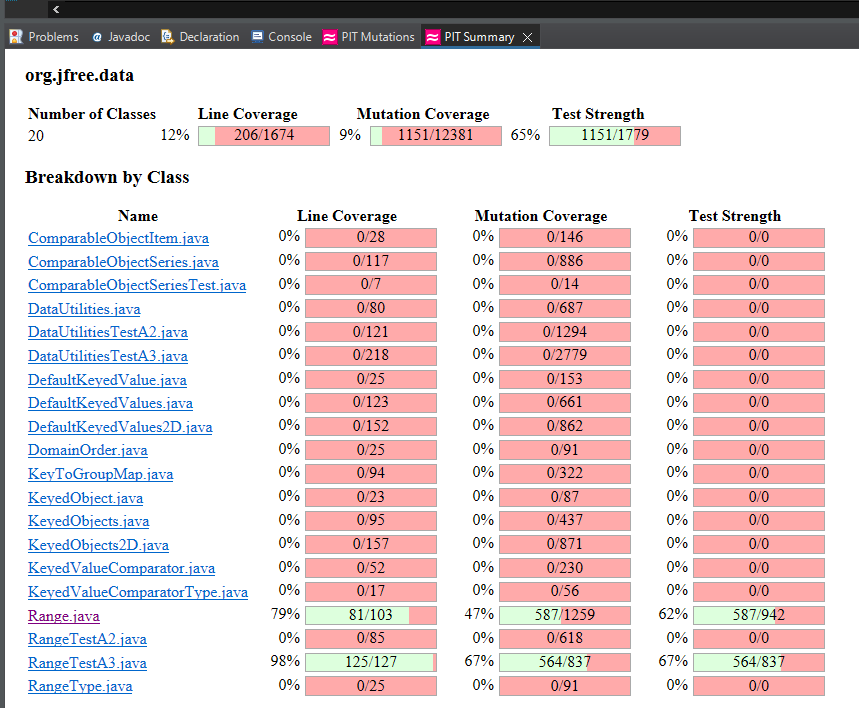 Problems Javadoc Declaration Console PIT Mutations PIT Summary
org.jfree.data
Number of Classes Line Coverage Mutation Coverage Test Strength
20 12% 206/1674 9% 1151/12381 65% 1151/1779
Breakdown by Class
Name Line Coverage Mutation Coverage Test Strength
ComparableObjectItem.java 0% 0/28 0% 0/146 0% 0/0
ComparableObjectSeries.java 0% 0/117 0% 0/886 0% 0/0
ComparableObjectSeriesTest.java 0% 0/7 0% 0/14 0% 0/0
DataUtilities.java 0% 0/80 0% 0/687 0% 0/0
DataUtilitiesTestA2.java 0% 0/121 0% 0/1294 0% 0/0
DataUtilitiesTestA3.java 0% 0/218 0% 0/2779 0% 0/0
DefaultKeyedValue.java 0% 0/25 0% 0/153 0% 0/0
DefaultKeyedValues.java 0% 0/123 0% 0/661 0% 0/0
DefaultKeyedValues2D.java 0% 0/152 0% 0/862 0% 0/0
DomainOrder.java 0% 0/25 0% 0/91 0% 0/0
KeyToGroupMap.java 0% 0/94 0% 0/322 0% 0/0
KeyedObject.java 0% 0/23 0% 0/87 0% 0/0
KeyedObjects.java 0% 0/95 0% 0/437 0% 0/0
KeyedObjects2D.java 0% 0/157 0% 0/871 0% 0/0
KeyedValueComparator.java 0% 0/52 0% 0/230 0% 0/0
KeyedValueComparatorType.java 0% 0/17 0% 0/56 0% 0/0
Range.java 79% 81/103 47% 587/1259 62% 587/942
RangeTestA2.java 0% 0/85 0% 0/618 0% 0/0
RangeTestA3.java 98% 125/127 67% 564/837 67% 564/837
RangeType.java 0% 0/25 0% 0/91 0% 0/0